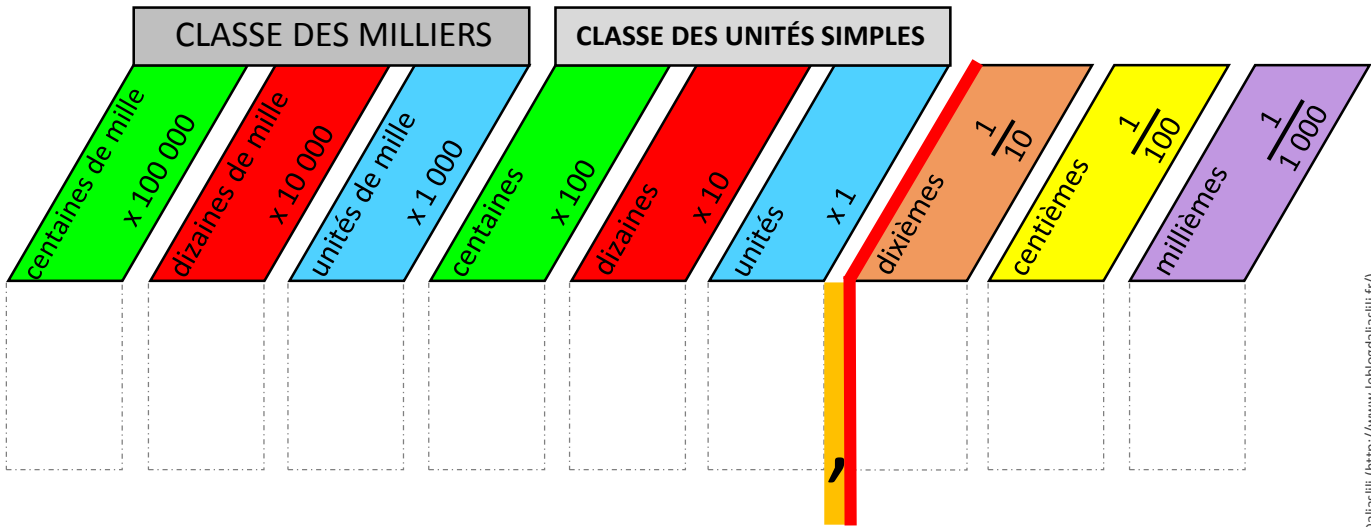 CLASSE DES MILLIERS
CLASSE DES UNITÉS SIMPLES
centaines de mille
x 100 000
dizaines de mille
x 10 000
unités de mille
x 1 000
centaines
x 100
dizaines
x 10
unités
x 1
dixièmes
1
10
centièmes
1
100
millièmes
1
1 000
,